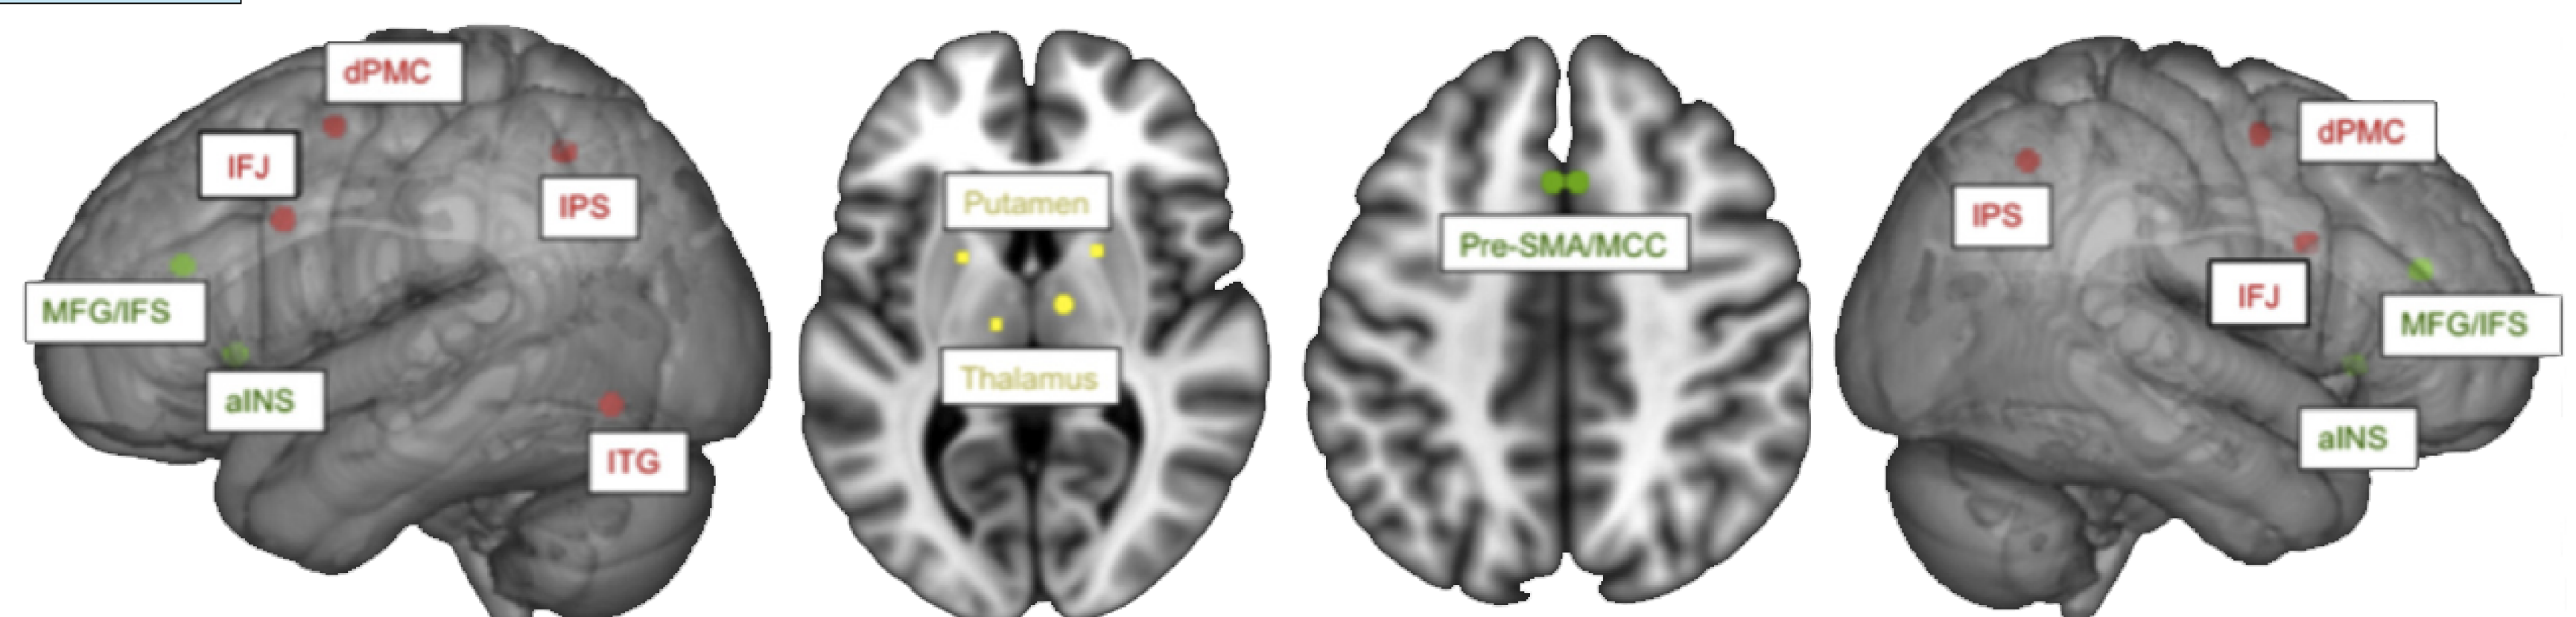 dPMC
IFJ
IPS
MFG/IFS
aINS
ITG
Putamen
Thalamus
Pre-SMA/MCC
dPMC
IPS
IFJ
MFG/IFS
aINS